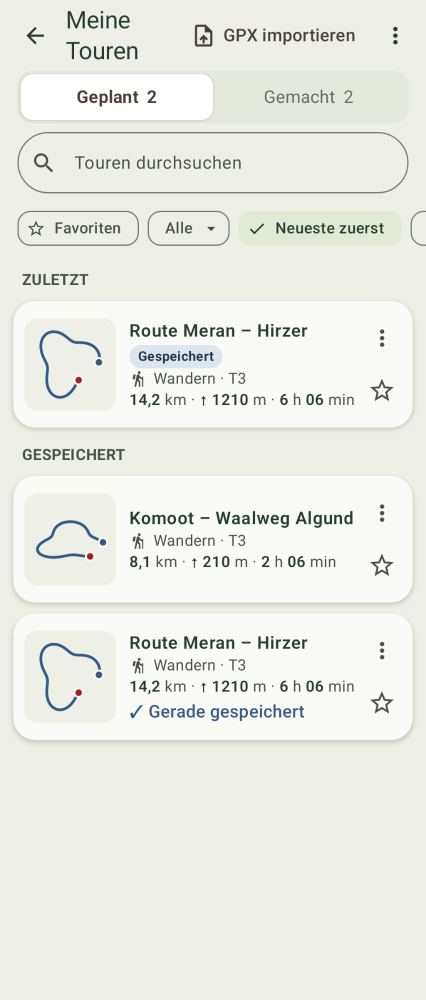 Meine
Touren
GPX importieren
Geplant 2
Gemacht 2
Touren durchsuchen
Favoriten
Alle
Neueste zuerst
ZULETZT
Route Meran – Hirzer
Gespeichert
Wandern · T3
14,2 km · ↑ 1210 m · 6 h 06 min
GESPEICHERT
Komoot – Waalweg Algund
Wandern · T3
8,1 km · ↑ 210 m · 2 h 06 min
Route Meran – Hirzer
Wandern · T3
14,2 km · ↑ 1210 m · 6 h 06 min
✓ Gerade gespeichert